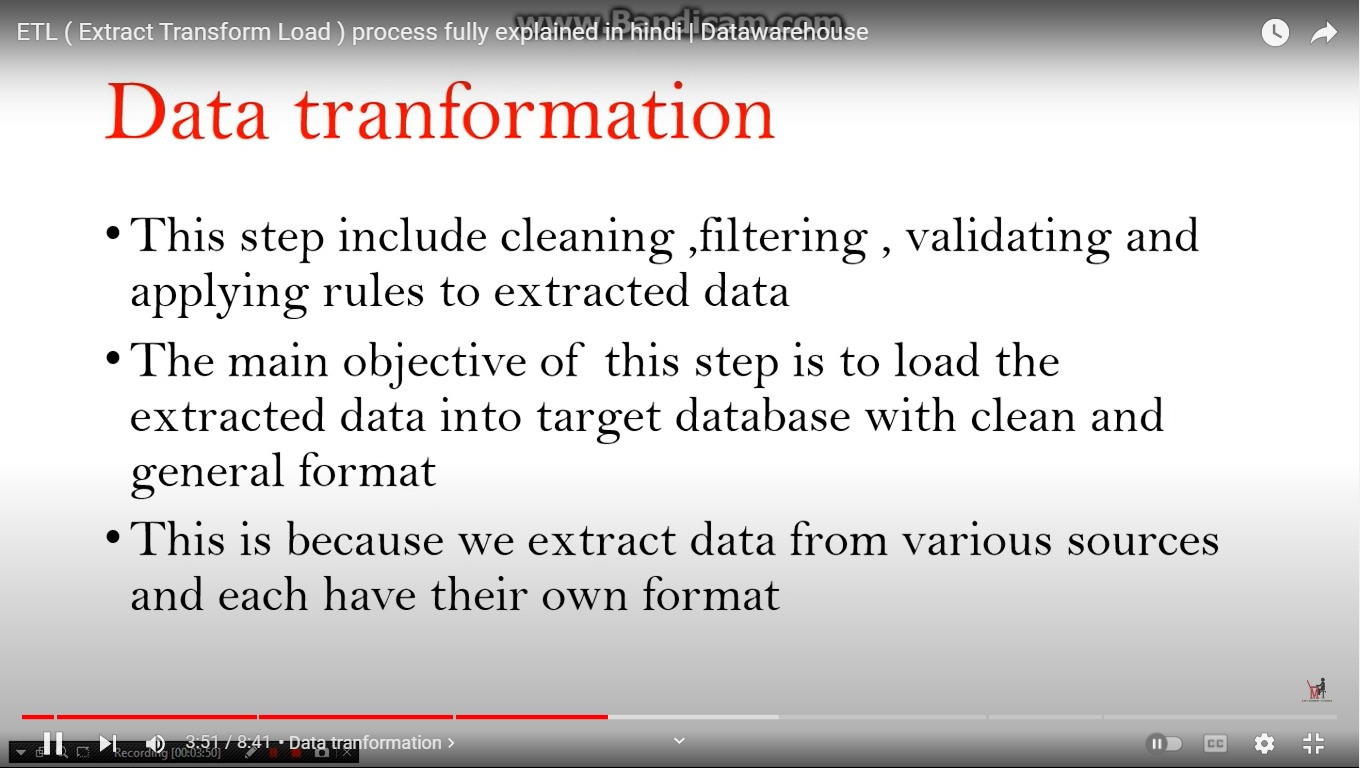 www.Bandicam.com
ETL ( Extract Transform Load ) process fully explained in hindi | Datawarehouse
Data tranformation
• This step include cleaning ,filtering , validating and
applying rules to extracted data
• The main objective of this step is to load the
extracted data into target database with clean and
general format
• This is because we extract data from various sources
and each have their own format
3:51 / 8:41 • Data tranformation >
Recording [00:03:50]
CC